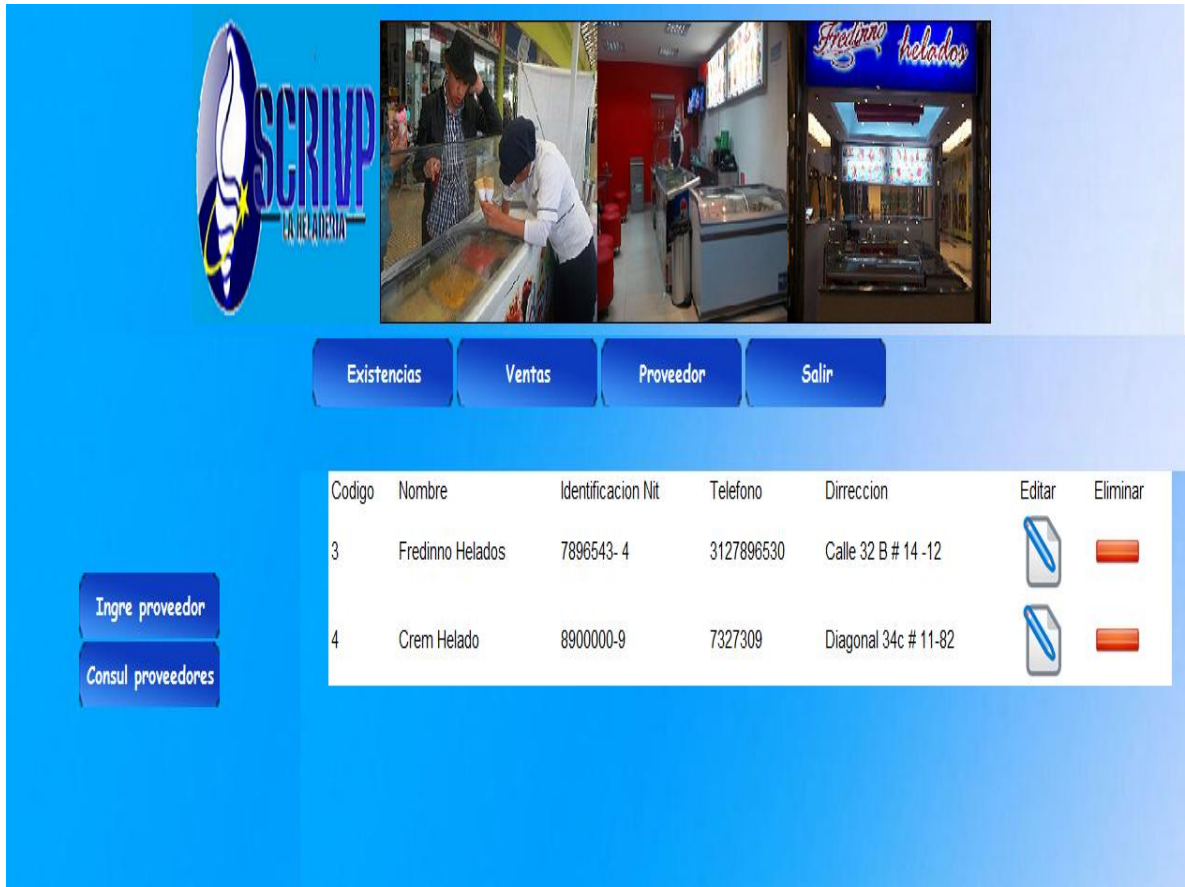 SCRIVP
LA HELADERIA
Fredinno helados
Existencias Ventas Proveedor Salir
Codigo Nombre Identificacion Nit Telefono Dirreccion Editar Eliminar
3 Fredinno Helados 7896543- 4 3127896530 Calle 32 B # 14 -12
4 Crem Helado 8900000-9 7327309 Diagonal 34c # 11-82
Ingre proveedor
Consul proveedores